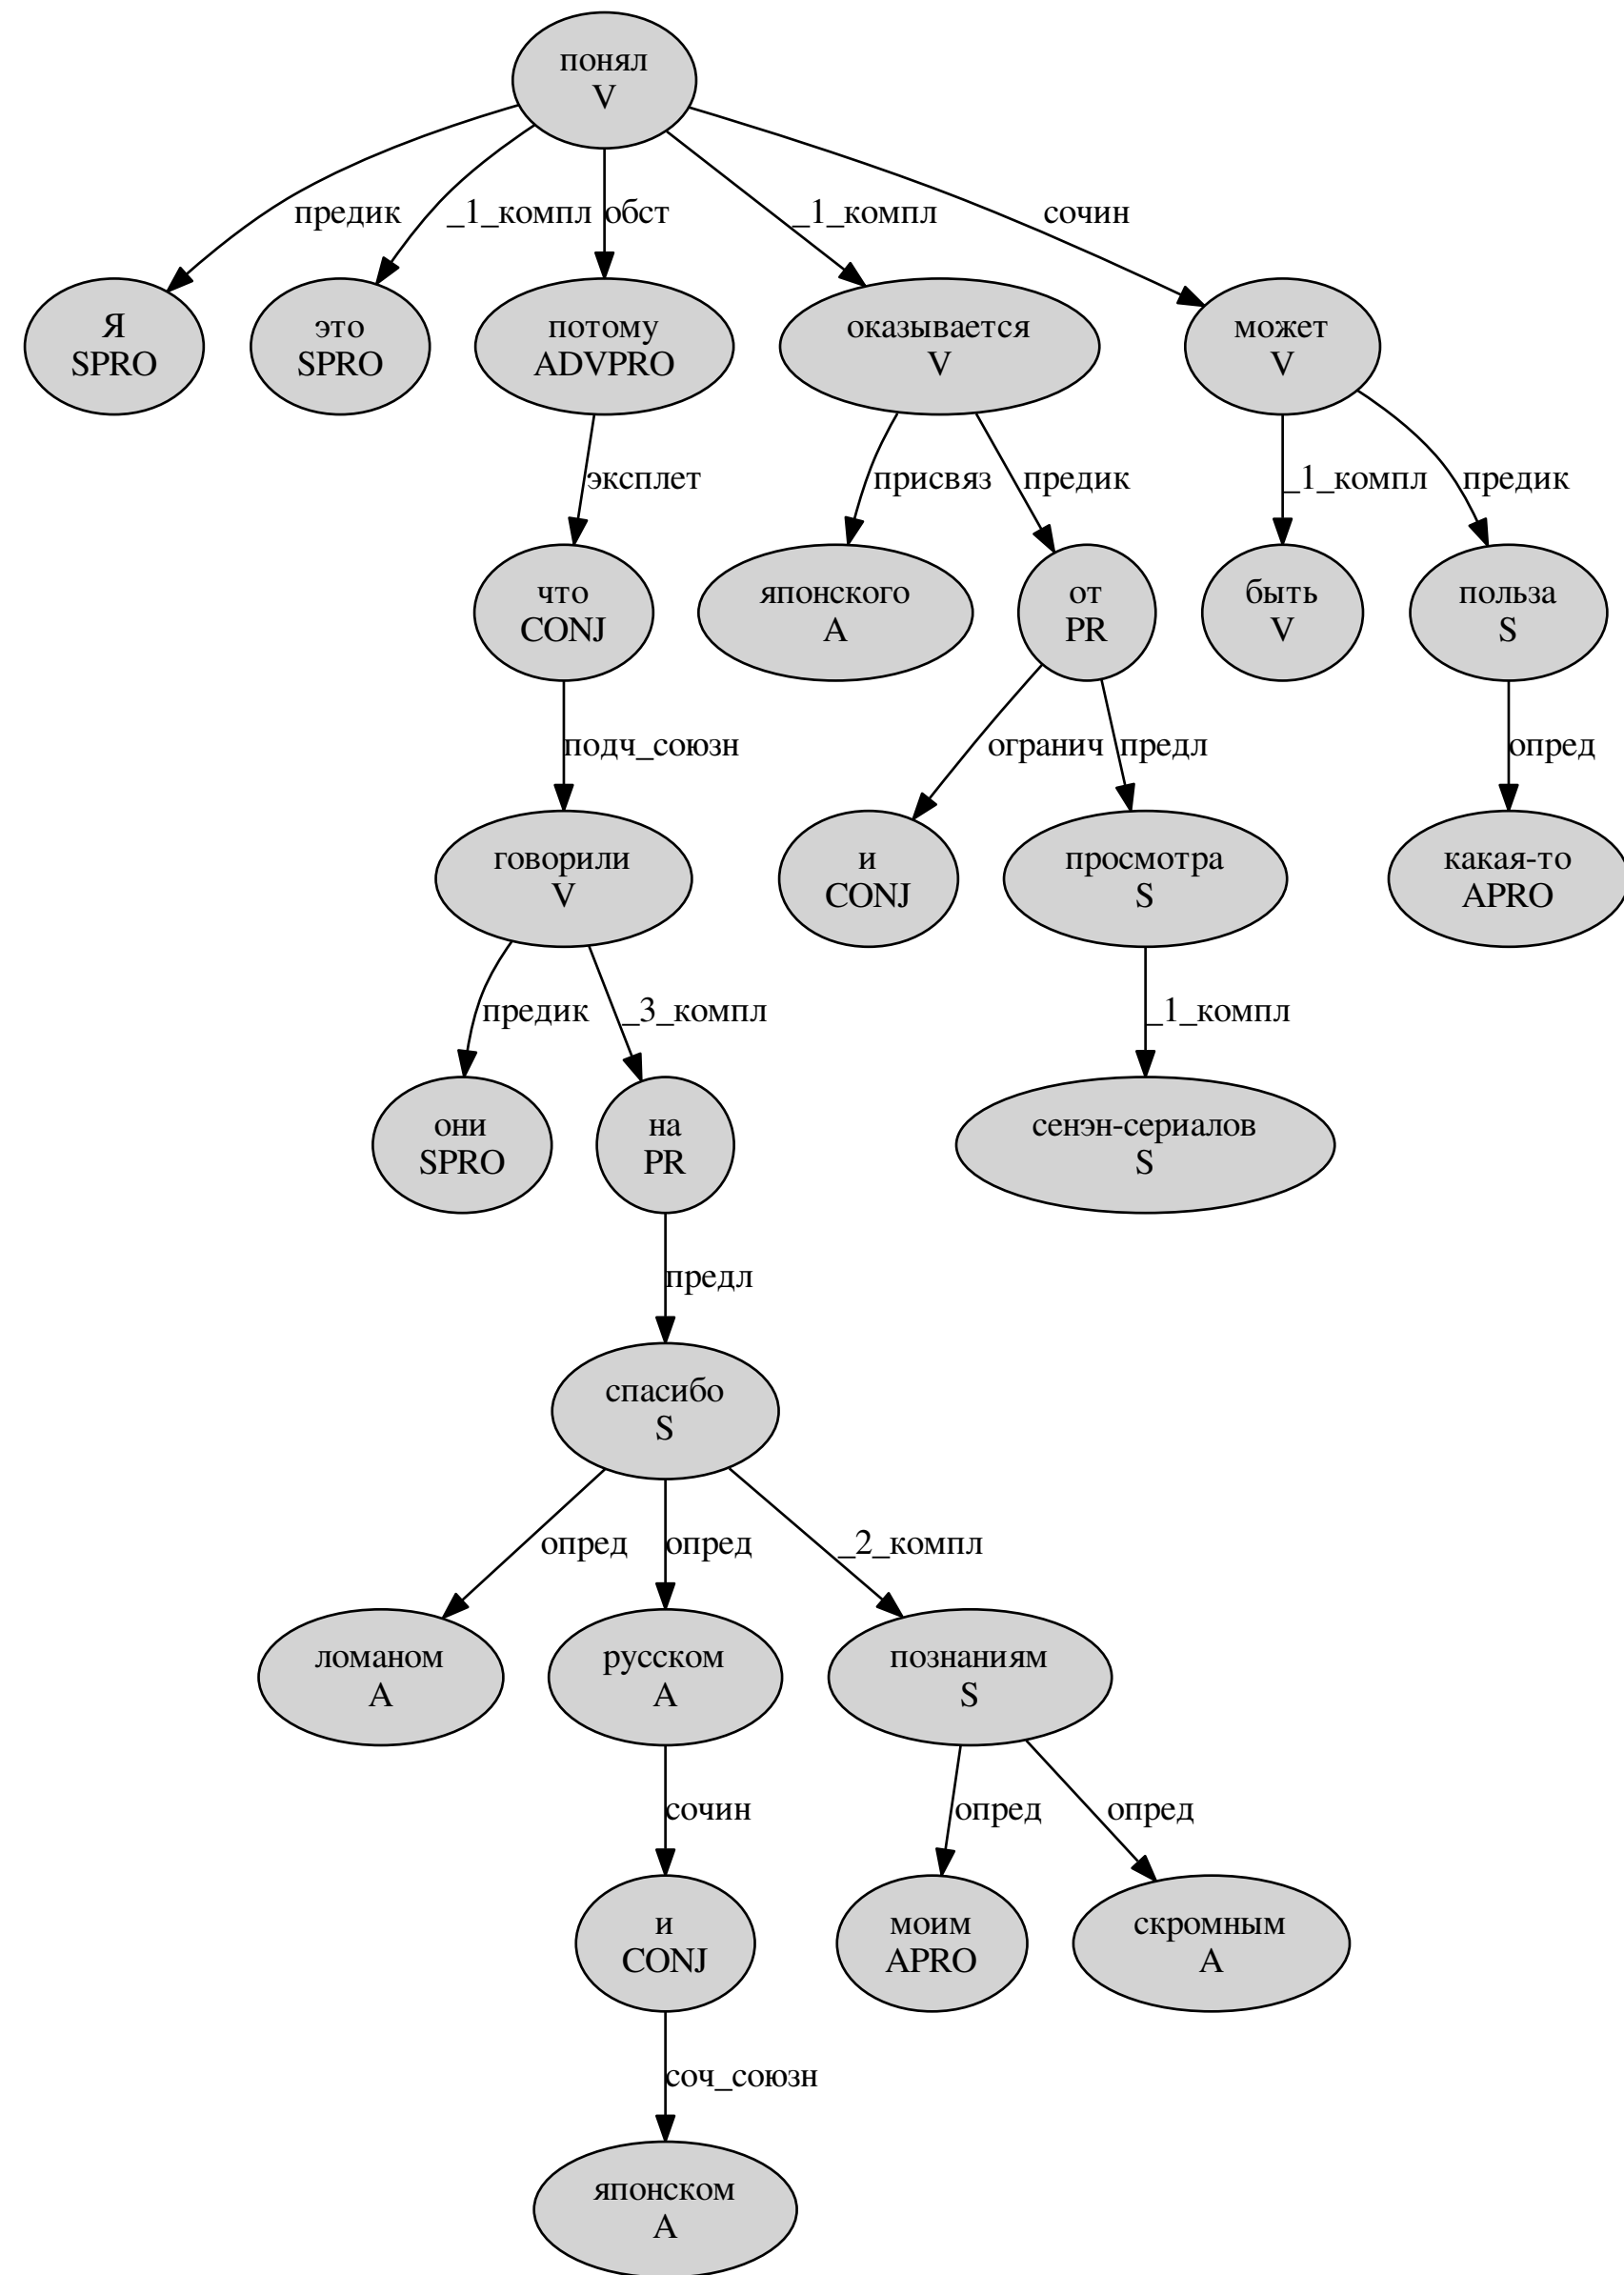 понял
V
предик
_1_компл
обст
_1_компл
сочин
Я
SPRO
это
SPRO
потому
ADVPRO
оказывается
V
может
V
эксплет
присвяз
предик
_1_компл
предик
что
CONJ
японского
A
от
PR
быть
V
польза
S
подч_союзн
огранич
предл
опред
говорили
V
и
CONJ
просмотра
S
какая-то
APRO
предик
_3_компл
_1_компл
они
SPRO
на
PR
сенэн-сериалов
S
предл
спасибо
S
опред
опред
_2_компл
ломаном
A
русском
A
познаниям
S
сочин
опред
опред
и
CONJ
моим
APRO
скромным
A
соч_союзн
японском
A